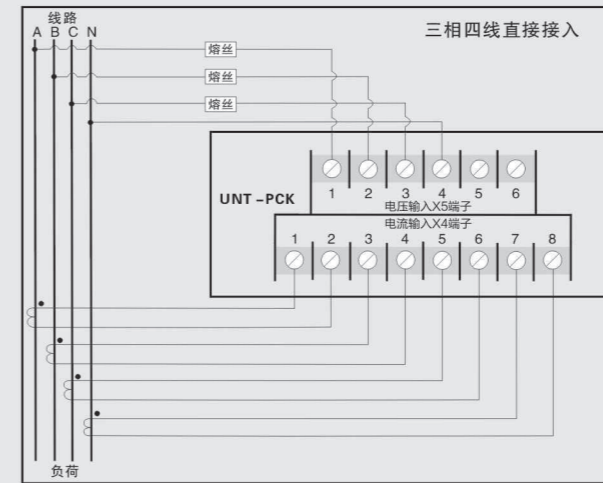 线路
三相四线直接接入
A B C N
熔丝
熔丝
熔丝
UNT-PCK
1 2 3 4 5 6
电压输入X5端子
电流输入X4端子
1 2 3 4 5 6 7 8
负荷